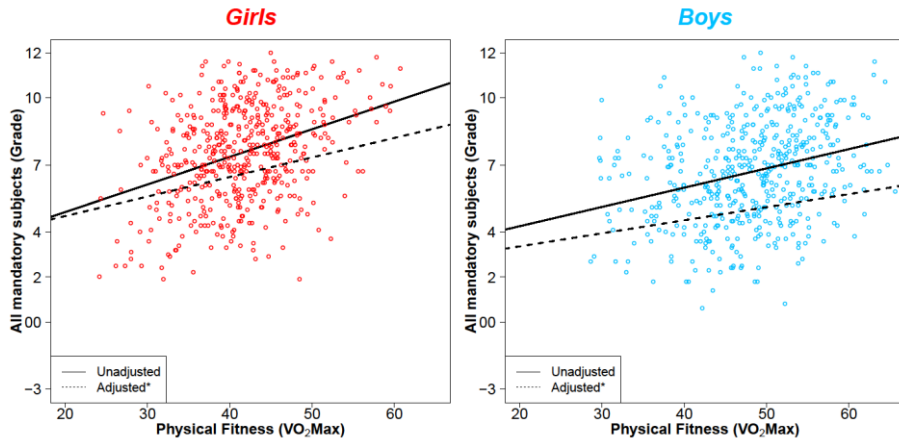 Girls
All mandatory subjects (Grade)
12
10
7
4
2
00
−3
Unadjusted
Adjusted*
20 30 40 50 60
Physical Fitness (VO₂Max)
Boys
All mandatory subjects (Grade)
12
10
7
4
2
00
−3
Unadjusted
Adjusted*
20 30 40 50 60
Physical Fitness (VO₂Max)